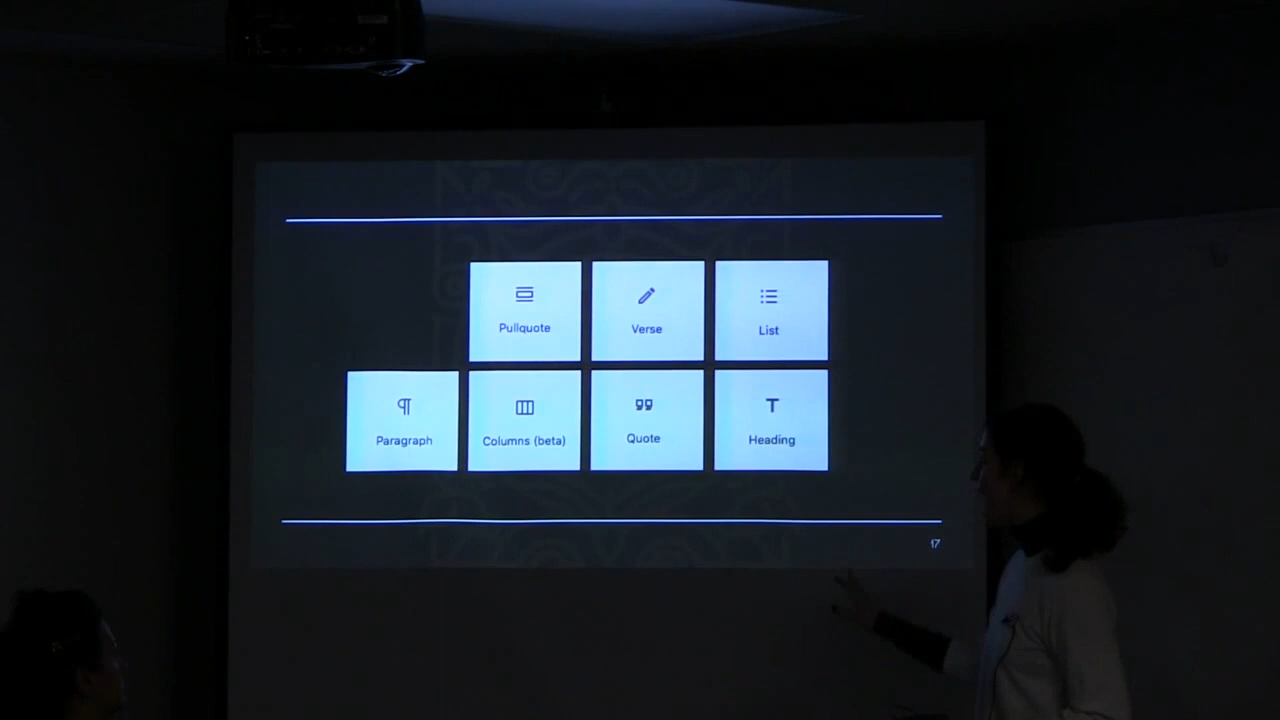 Pullquote
Verse
List
Paragraph
Columns (beta)
Quote
Heading
17